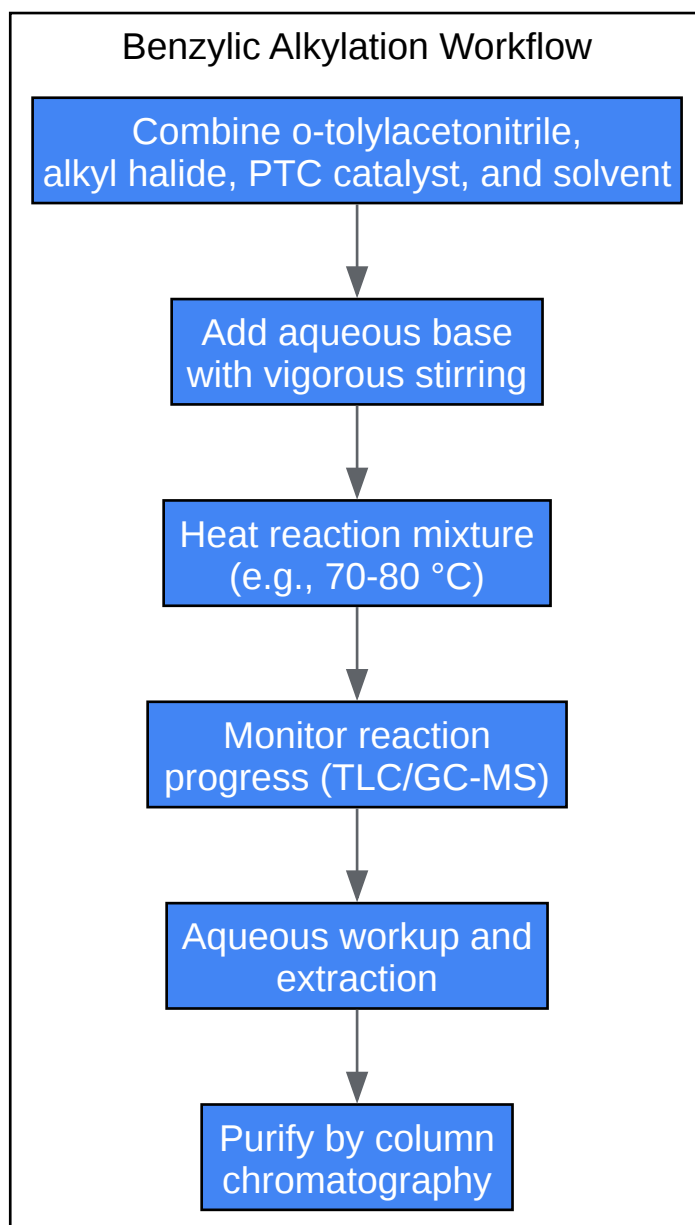 Benzylic Alkylation Workflow
Combine o-tolylacetonitrile,
alkyl halide, PTC catalyst, and solvent
Add aqueous base
with vigorous stirring
Heat reaction mixture
(e.g., 70-80 °C)
Monitor reaction
progress (TLC/GC-MS)
Aqueous workup and
extraction
Purify by column
chromatography